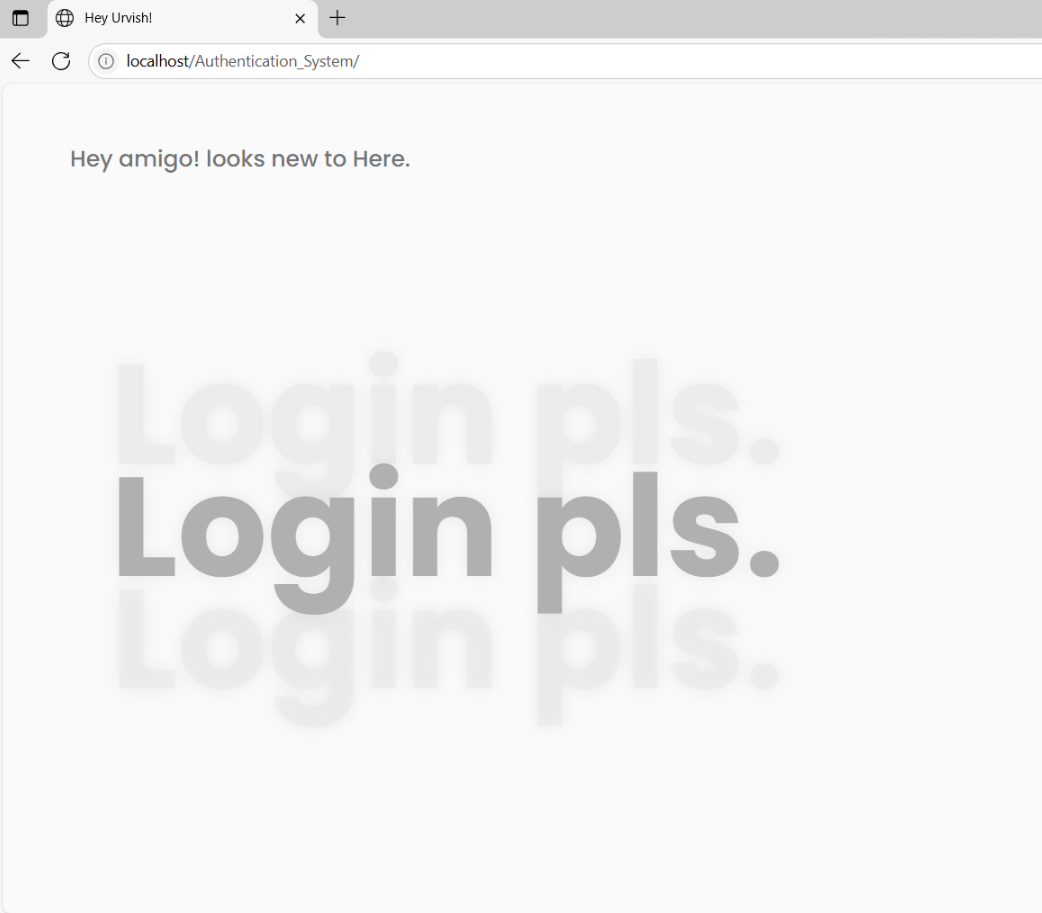 Hey Urvish!
localhost/Authentication_System/
Hey amigo! looks new to Here.
Login pls.
Login pls.
Login pls.